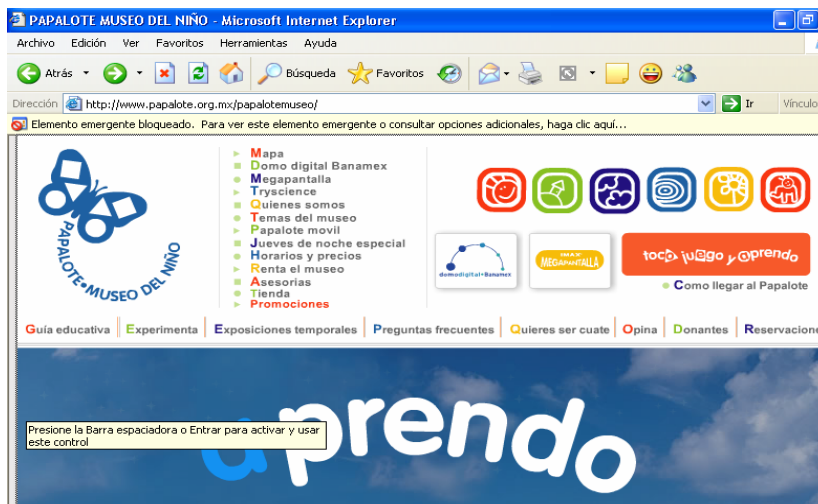 PAPALOTE MUSEO DEL NIÑO - Microsoft Internet Explorer
Archivo Edición Ver Favoritos Herramientas Ayuda
Atrás Búsqueda Favoritos
Dirección http://www.papalote.org.mx/papalotemuseo/ Ir Vínculo
Elemento emergente bloqueado. Para ver este elemento emergente o consultar opciones adicionales, haga clic aquí...
PAPALOTE MUSEO DEL NIÑO
Mapa
Domo digital Banamex
Megapantalla
Tryscience
Quienes somos
Temas del museo
Papalote movil
Jueves de noche especial
Horarios y precios
Renta el museo
Asesorias
Tienda
Promociones
domodigital+Banamex
IMAX
MEGAPANTALLA
toco juego y aprendo
Como llegar al Papalote
Guía educativa Experimenta Exposiciones temporales Preguntas frecuentes Quieres ser cuate Opina Donantes Reservacione
aprendo
Presione la Barra espaciadora o Entrar para activar y usar
este control